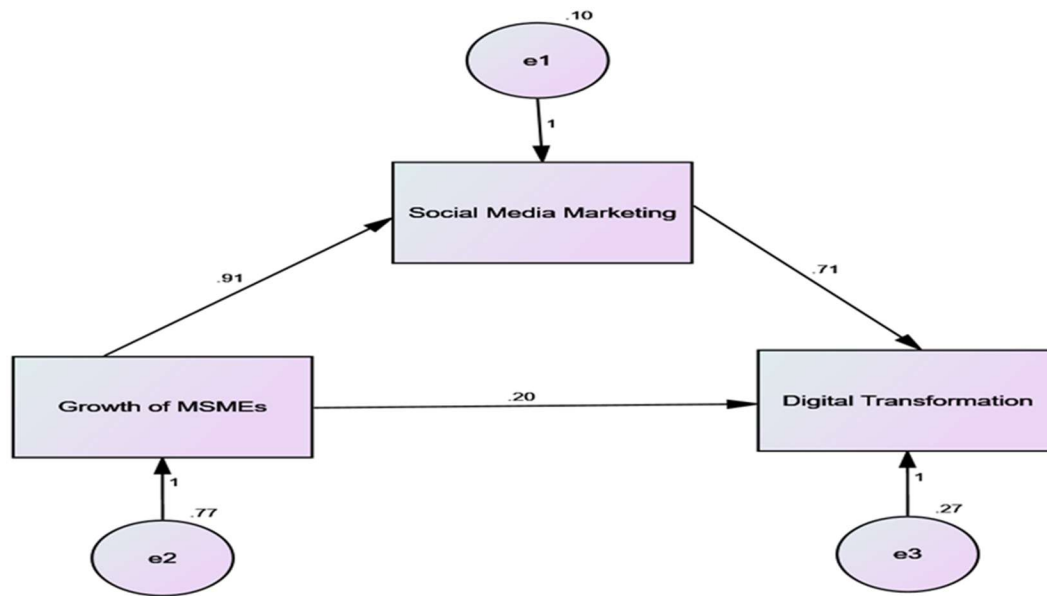 .10
e1
1
Social Media Marketing
.91
.71
Growth of MSMEs
.20
Digital Transformation
1
.77
e2
1
.27
e3